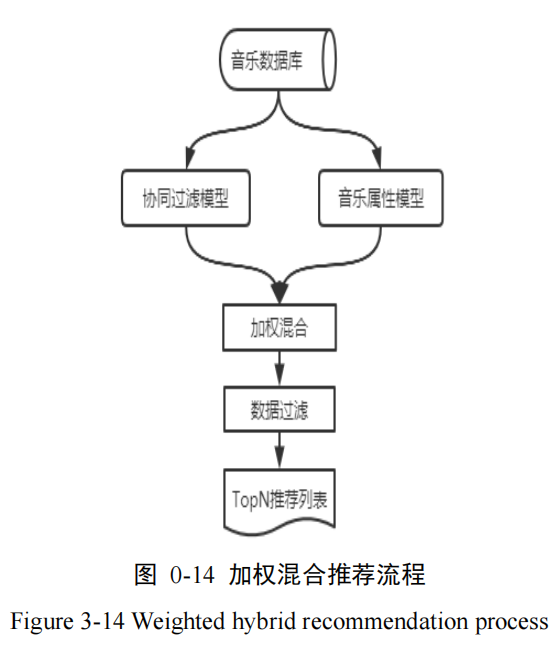 音乐数据库
协同过滤模型
音乐属性模型
加权混合
数据过滤
TopN推荐列表
图 0-14 加权混合推荐流程
Figure 3-14 Weighted hybrid recommendation process